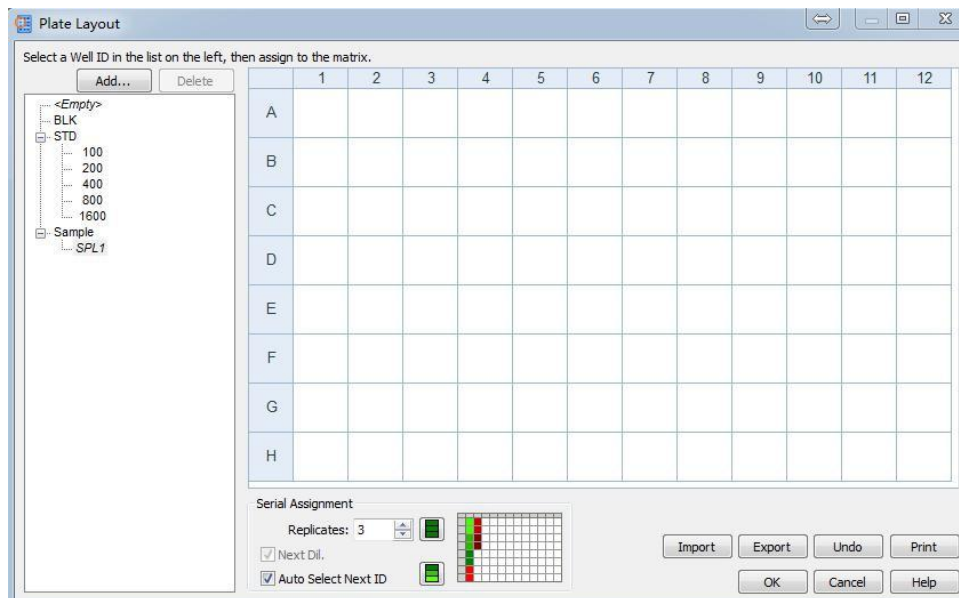 Plate Layout
Select a Well ID in the list on the left, then assign to the matrix.
Add... Delete
1 2 3 4 5 6 7 8 9 10 11 12
<Empty>
BLK
STD
100
200
400
800
1600
Sample
SPL1
A
B
C
D
E
F
G
H
Serial Assignment
Replicates: 3
Next Dil.
Auto Select Next ID
Import Export Undo Print
OK Cancel Help